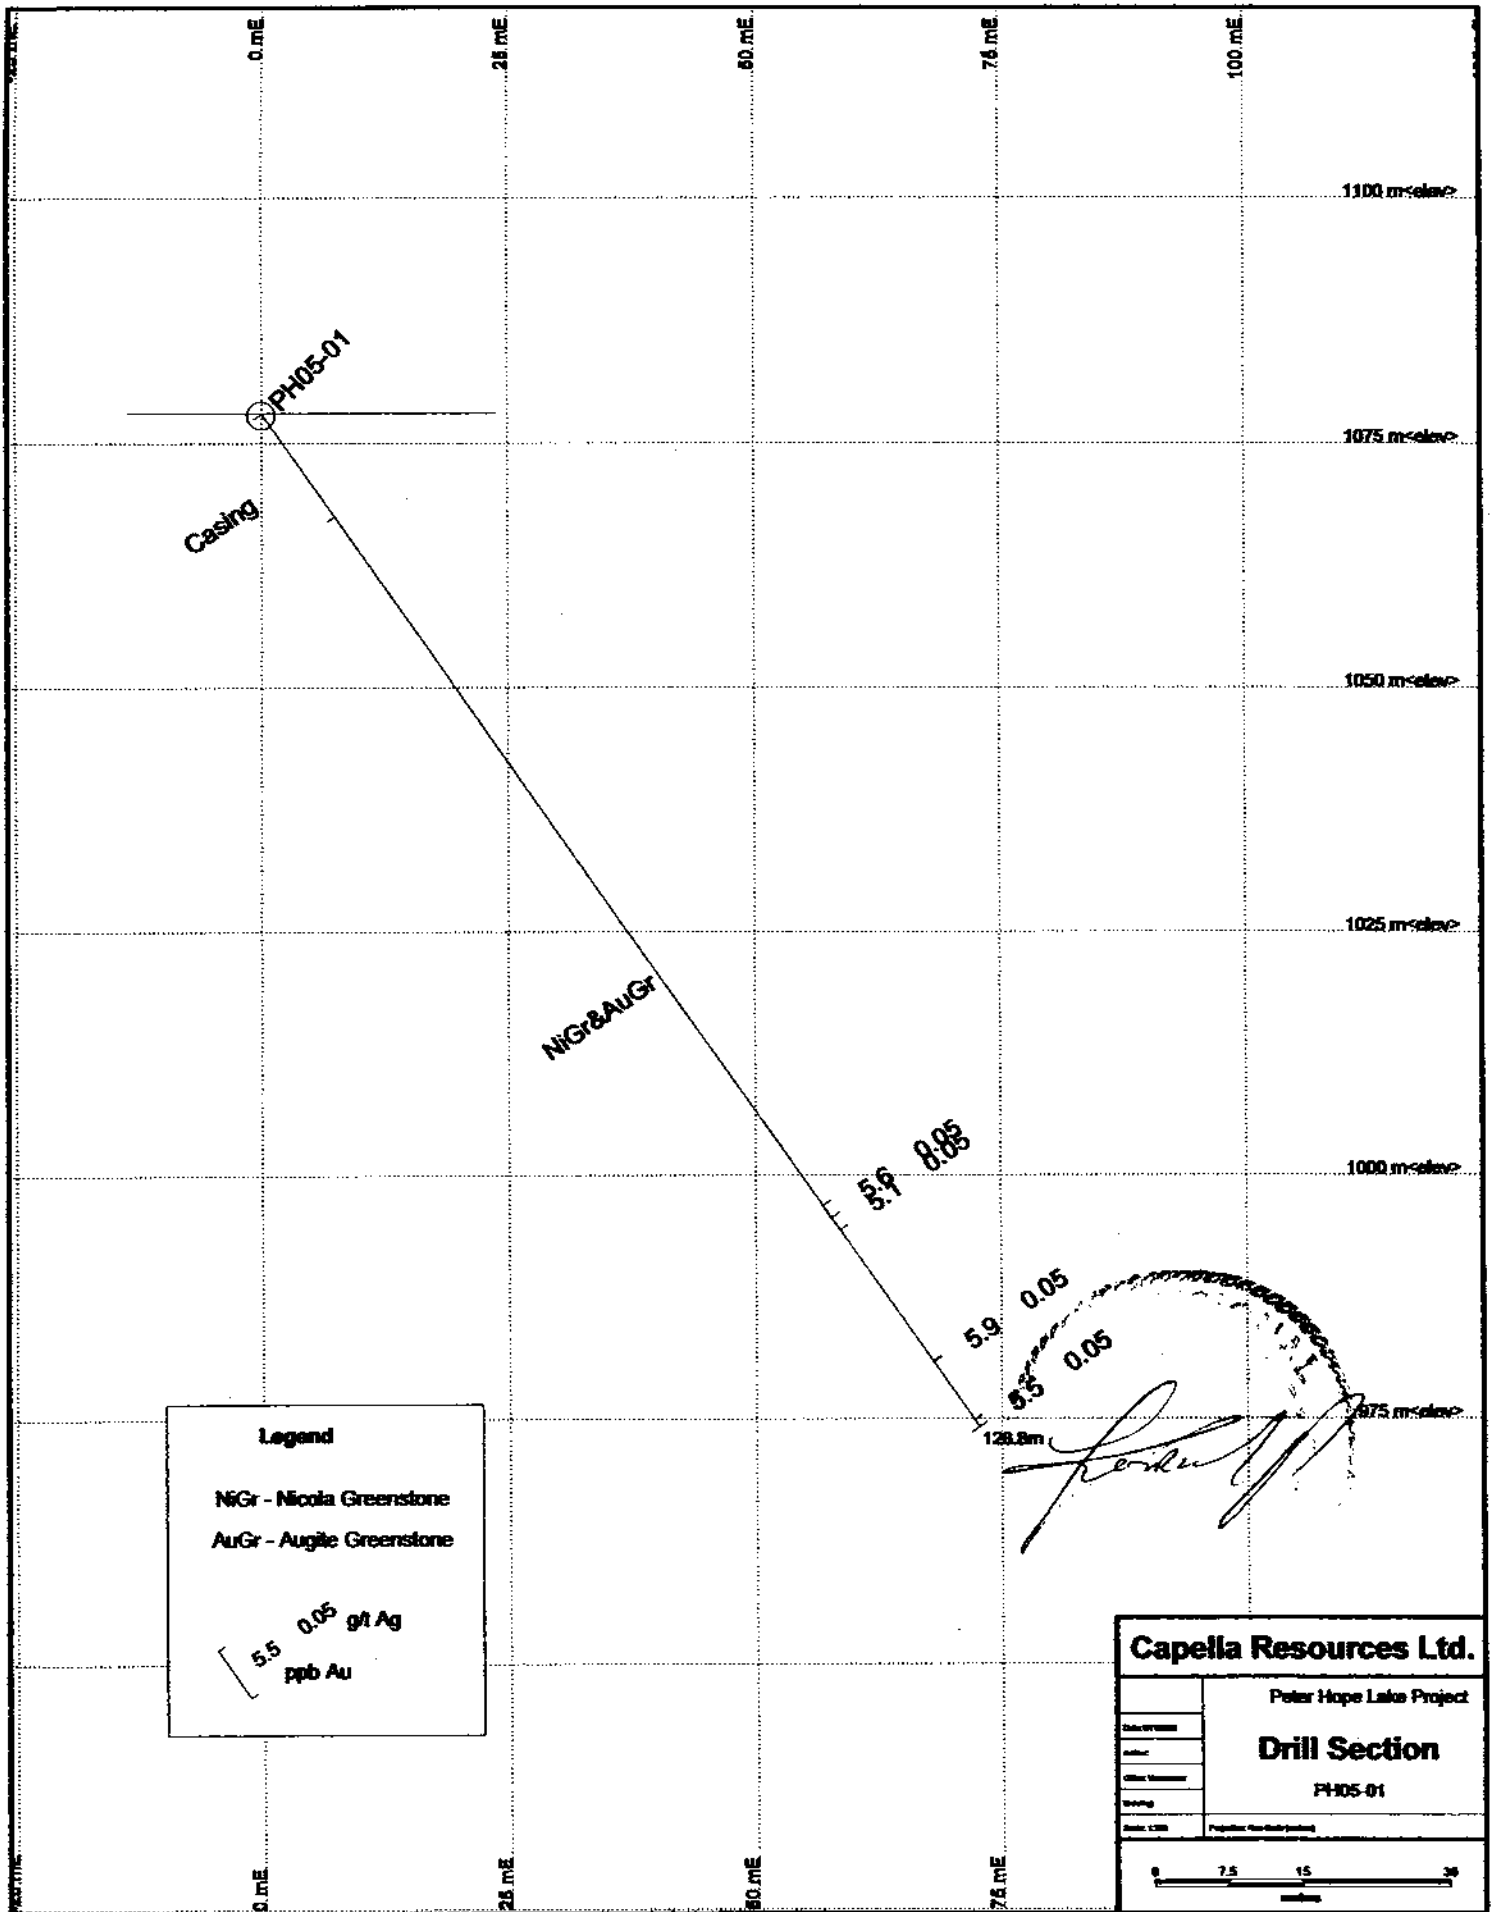 0 mE
25 mE
50 mE
75 mE
100 mE
1100 m<elev>
PH05-01
1075 m<elev>
Casing
1050 m<elev>
1025 m<elev>
NiGr&AuGr
5.6 0.05
5.1 0.05
1000 m<elev>
5.9 0.05
5.5 0.05
975 m<elev>
128.8m
Legend
NiGr - Nicola Greenstone
AuGr - Augite Greenstone
5.5 0.05 g/t Ag
ppb Au
Capella Resources Ltd.
Peter Hope Lake Project
Drill Section
PH05-01
0 7.5 15
0 mE
25 mE
50 mE
75 mE